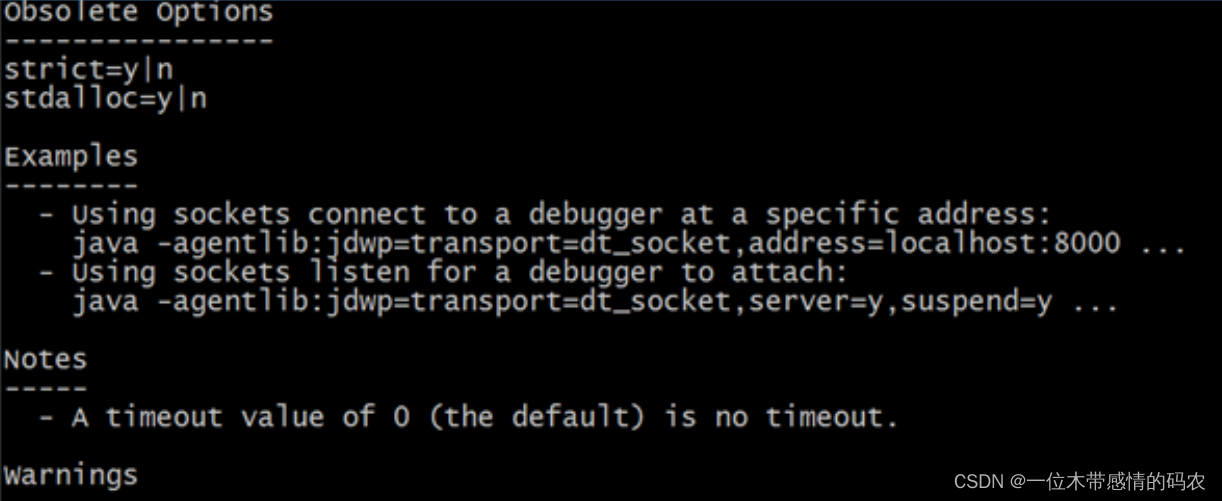 Obsolete Options
----------------
strict=y|n
stdalloc=y|n
Examples
--------
- Using sockets connect to a debugger at a specific address:
java -agentlib:jdwp=transport=dt_socket,address=localhost:8000 ...
- Using sockets listen for a debugger to attach:
java -agentlib:jdwp=transport=dt_socket,server=y,suspend=y ...
Notes
-----
- A timeout value of 0 (the default) is no timeout.
Warnings
CSDN @一位木带感情的码农